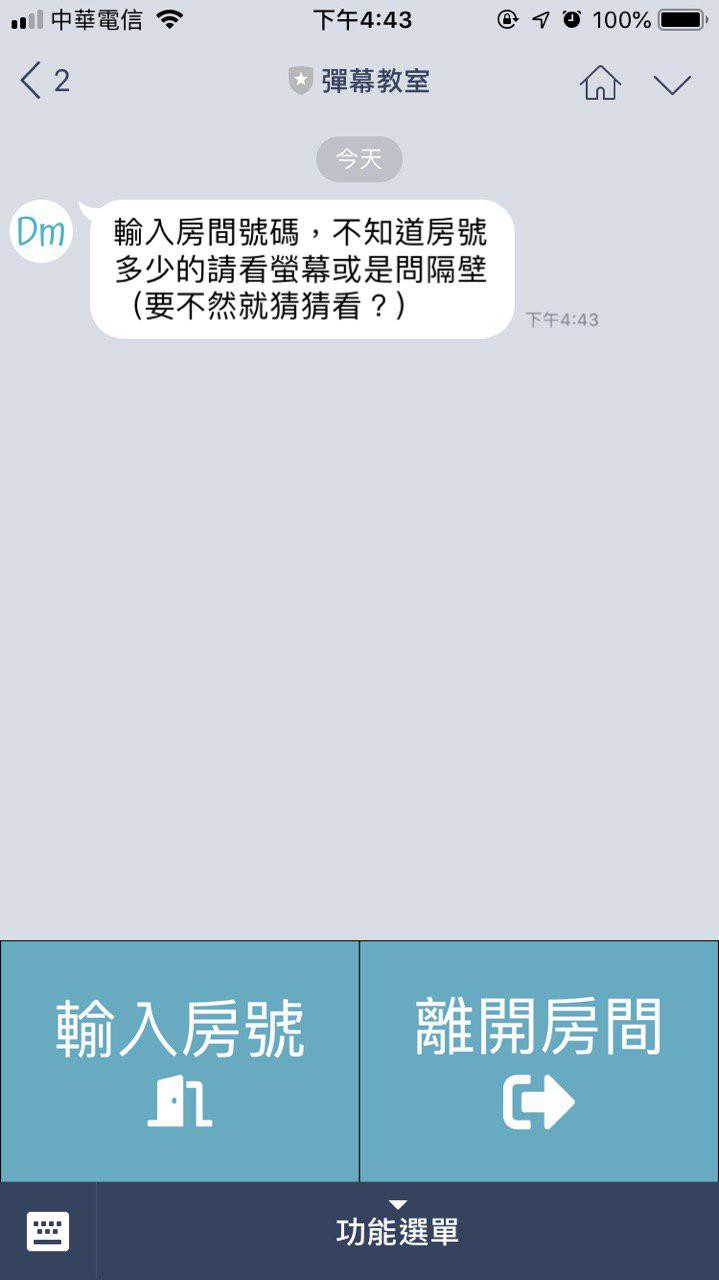 中華電信 下午4:43 100%
2 彈幕教室
今天
Dm
輸入房間號碼，不知道房號
多少的請看螢幕或是問隔壁
（要不然就猜猜看？）
下午4:43
輸入房號 離開房間
功能選單